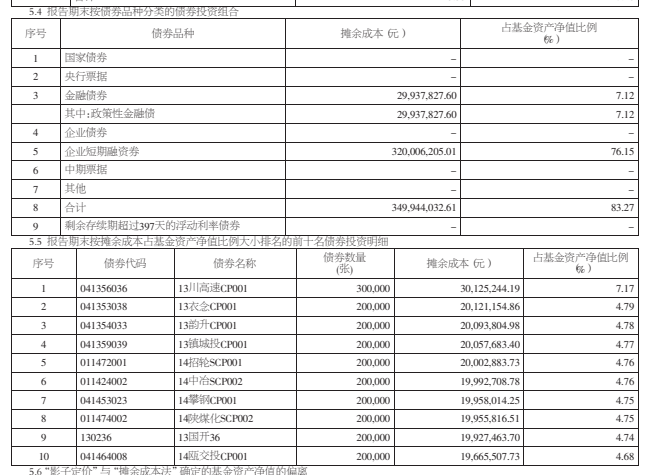 5.4 报告期末按债券品种分类的债券投资组合
序号 债券品种 摊余成本（元） 占基金资产净值比例（%）
1 国家债券 – –
2 央行票据 – –
3 金融债券 29,937,827.60 7.12
其中:政策性金融债 29,937,827.60 7.12
4 企业债券 – –
5 企业短期融资券 320,006,205.01 76.15
6 中期票据 – –
7 其他 – –
8 合计 349,944,032.61 83.27
9 剩余存续期超过397天的浮动利率债券 – –
5.5 报告期末按摊余成本占基金资产净值比例大小排名的前十名债券投资明细
序号 债券代码 债券名称 债券数量(张) 摊余成本（元） 占基金资产净值比例（%）
1 041356036 13川高速CP001 300,000 30,125,244.19 7.17
2 041353038 13农垦CP001 200,000 20,121,154.86 4.79
3 041354033 13韵升CP001 200,000 20,093,804.98 4.78
4 041359039 13镇城投CP001 200,000 20,057,683.40 4.77
5 011472001 14招轮SCP001 200,000 20,002,883.73 4.76
6 011424002 14中冶SCP002 200,000 19,992,708.78 4.76
7 041453023 14攀钢CP001 200,000 19,958,014.25 4.75
8 011474002 14陕煤化SCP002 200,000 19,955,816.51 4.75
9 130236 13国开36 200,000 19,927,463.70 4.74
10 041464008 14瓯交投CP001 200,000 19,665,507.73 4.68
5.6 “影子定价”与“摊余成本法”确定的基金资产净值的偏离